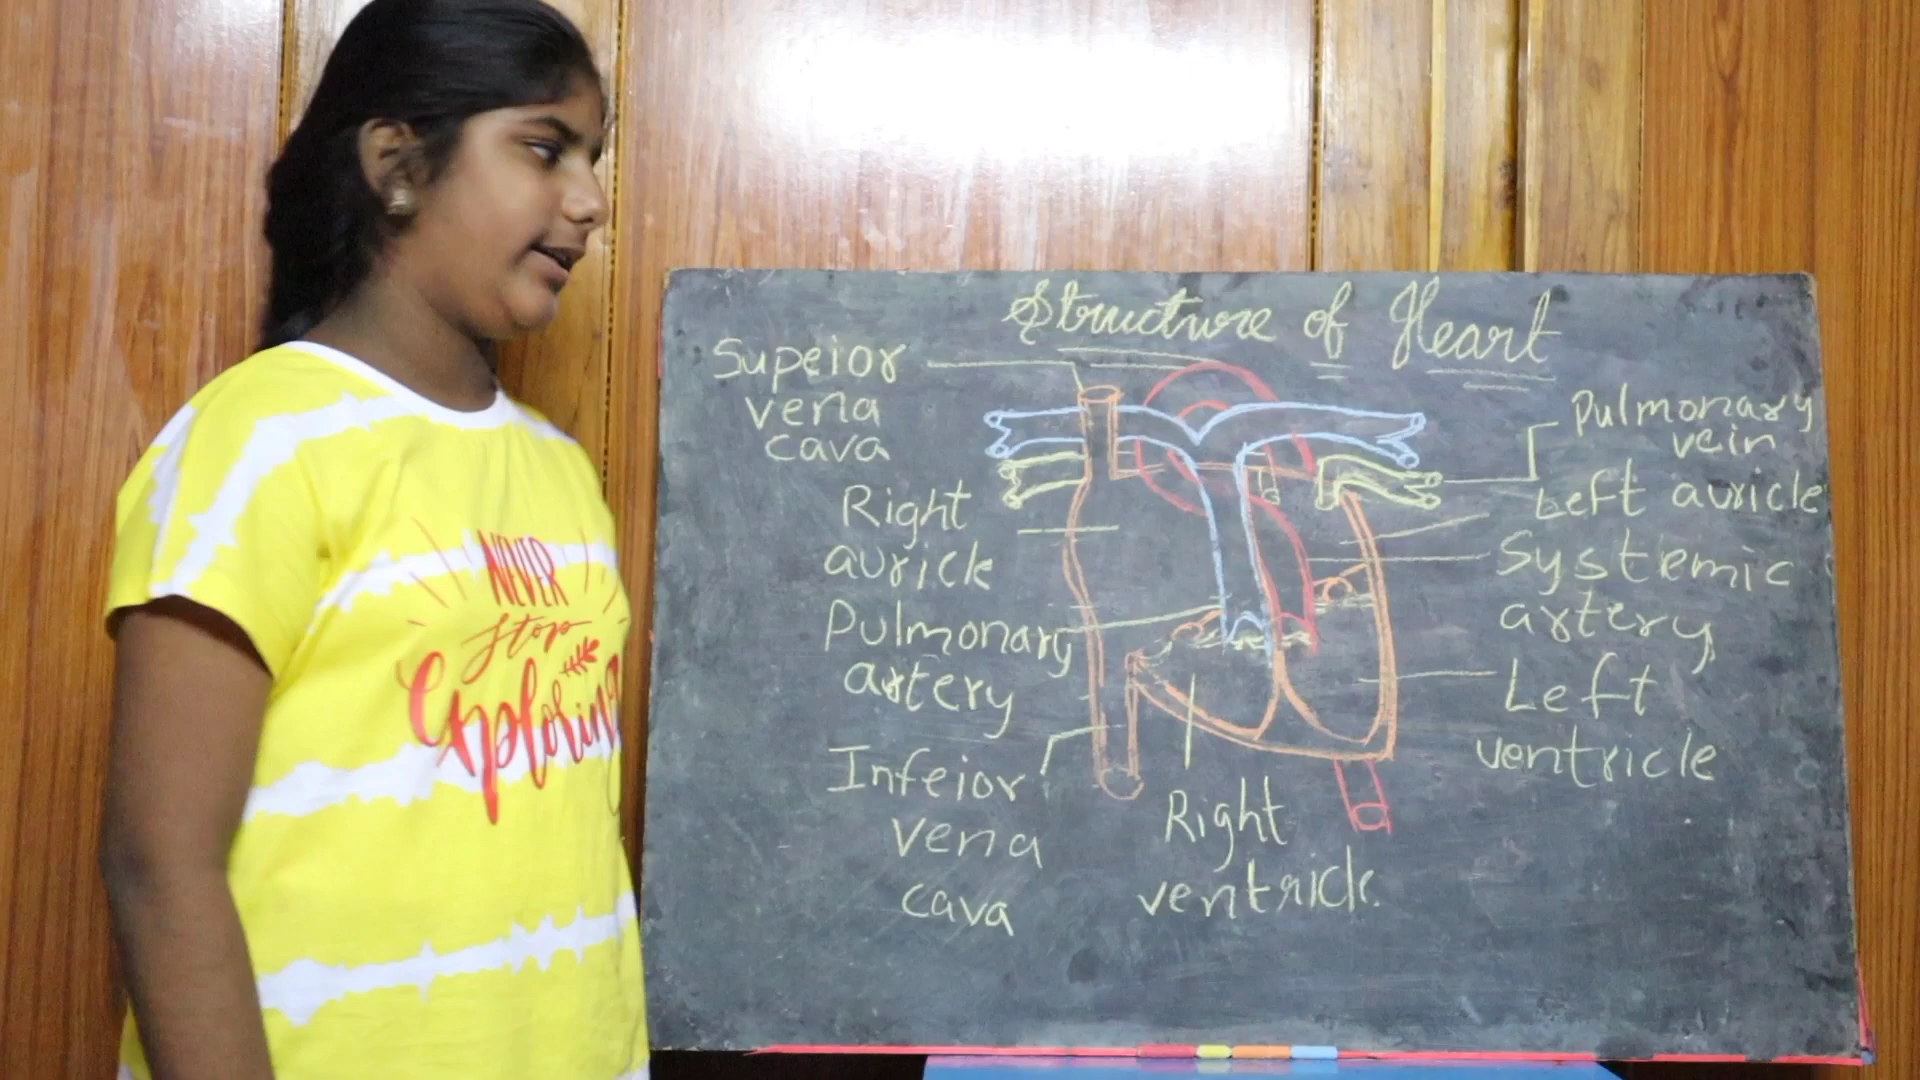 Structure of Heart
Supeior
vena
cava
Right
auricle
Pulmonary
artery
Infeior
vena
cava
Right
ventricle
Pulmonary
vein
Left auricle
Systemic
artery
Left
ventricle
NEVER
stop
Exploring